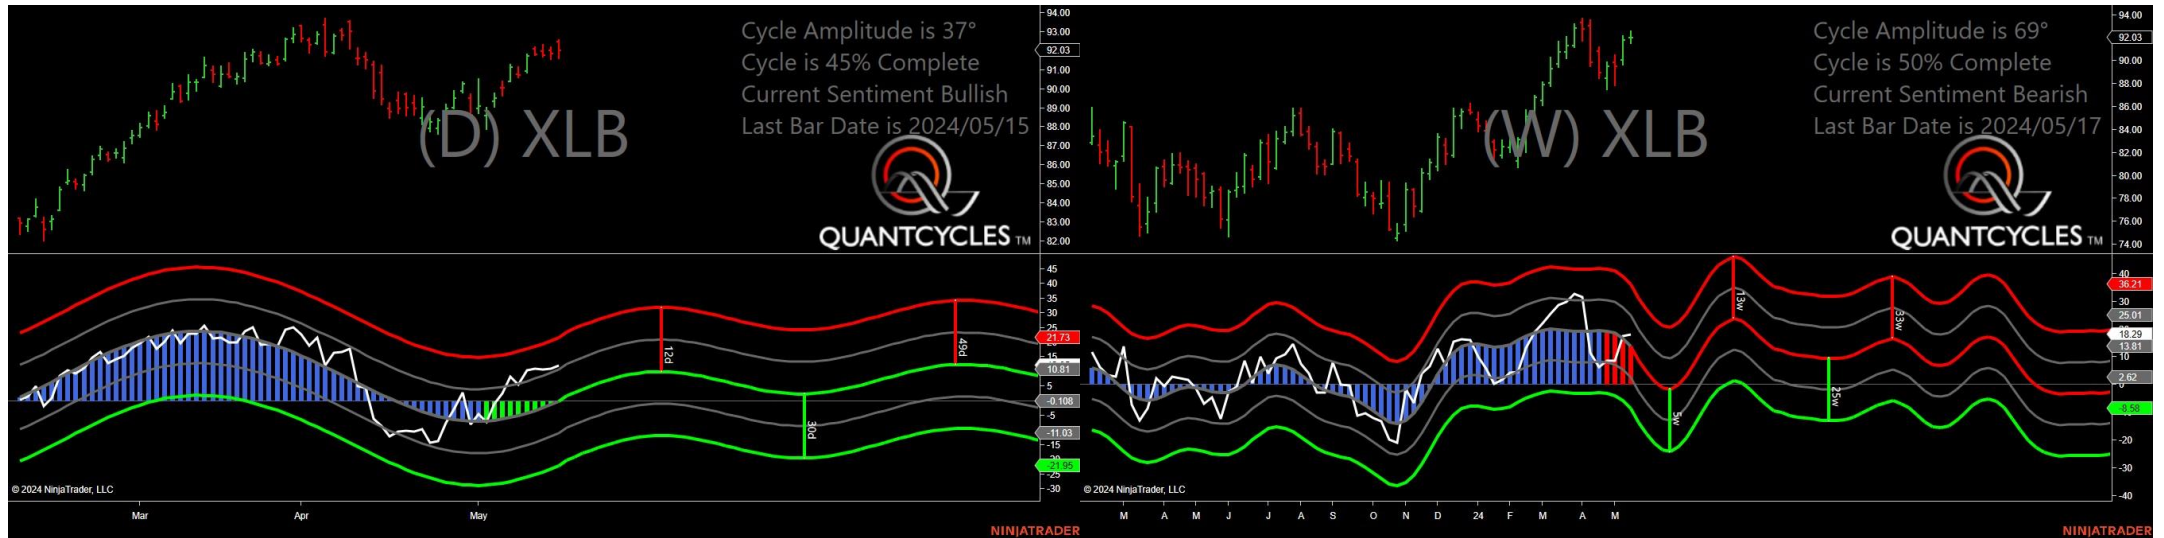 Cycle Amplitude is 37°
Cycle is 45% Complete
Current Sentiment Bullish
Last Bar Date is 2024/05/15
(D) XLB
QUANTCYCLES TM
94.00
93.00
92.03
91.00
90.00
89.00
88.00
87.00
86.00
85.00
84.00
83.00
82.00
45
40
35
30
25
21.73
15
10.81
5
-0.108
-5
-11.03
-15
-21.95
-25
-30
12d
30d
49d
© 2024 NinjaTrader, LLC
Mar
Apr
May
NINJATRADER
Cycle Amplitude is 69°
Cycle is 50% Complete
Current Sentiment Bearish
Last Bar Date is 2024/05/17
(W) XLB
QUANTCYCLES TM
94.00
92.03
90.00
88.00
86.00
84.00
82.00
80.00
78.00
76.00
74.00
40
36.21
30
25.01
18.29
13.81
10
2.62
-8.58
-20
-30
-40
5w
13w
25w
33w
© 2024 NinjaTrader, LLC
M A M J J A S O N D 24 F M A M
NINJATRADER